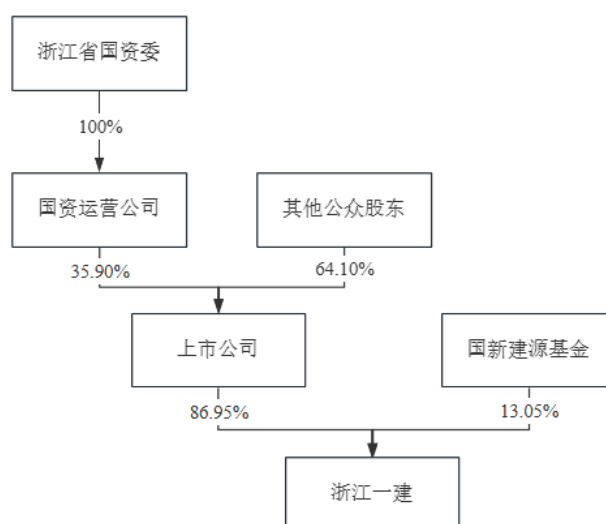 浙江省国资委
100%
国资运营公司
其他公众股东
35.90%
64.10%
上市公司
国新建源基金
86.95%
13.05%
浙江一建